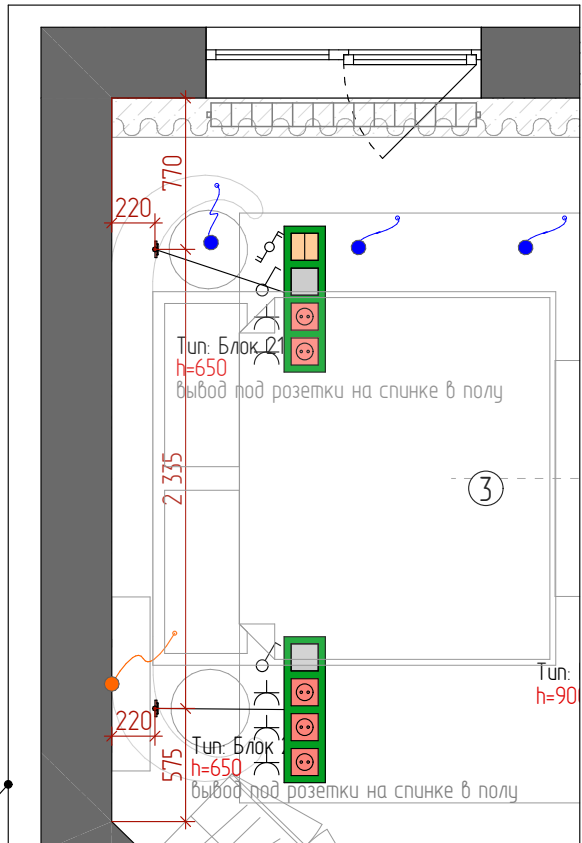 770
220
Тип: Блок 21
h=650
вывод под розетки на спинке в полу
2 335
3
Тип:
h=900
220
Тип: Блок
h=650
вывод под розетки на спинке в полу
575